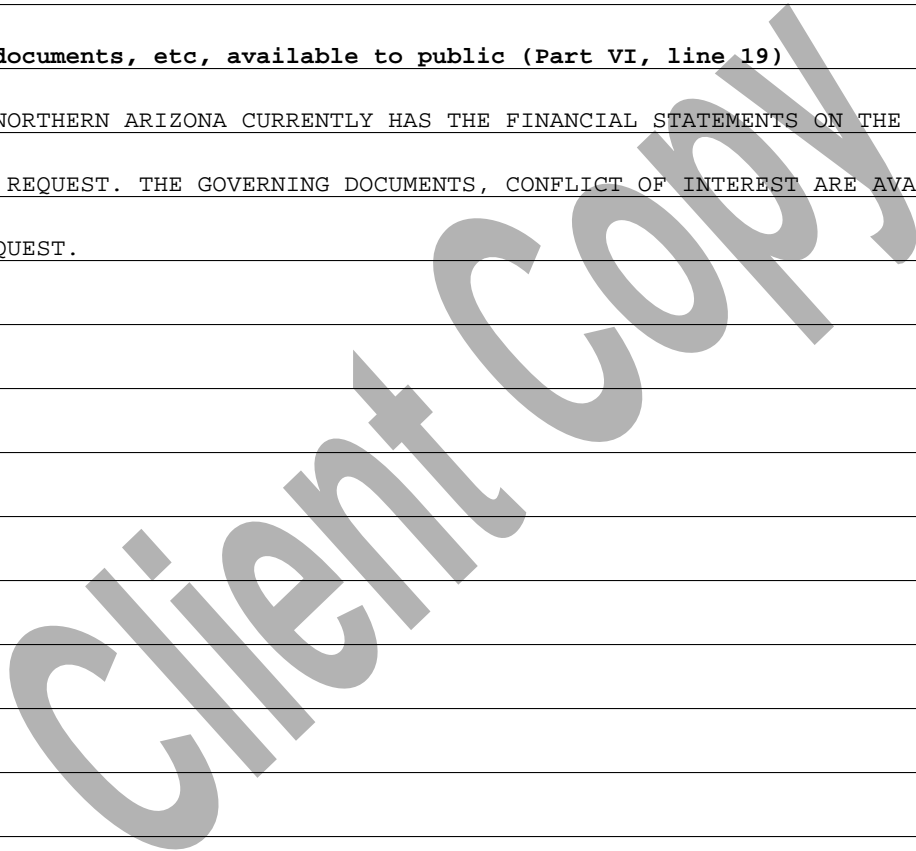 documents, etc, available to public (Part VI, line 19)
NORTHERN ARIZONA CURRENTLY HAS THE FINANCIAL STATEMENTS ON THE
REQUEST. THE GOVERNING DOCUMENTS, CONFLICT OF INTEREST ARE AVA
QUEST.
Client Copy